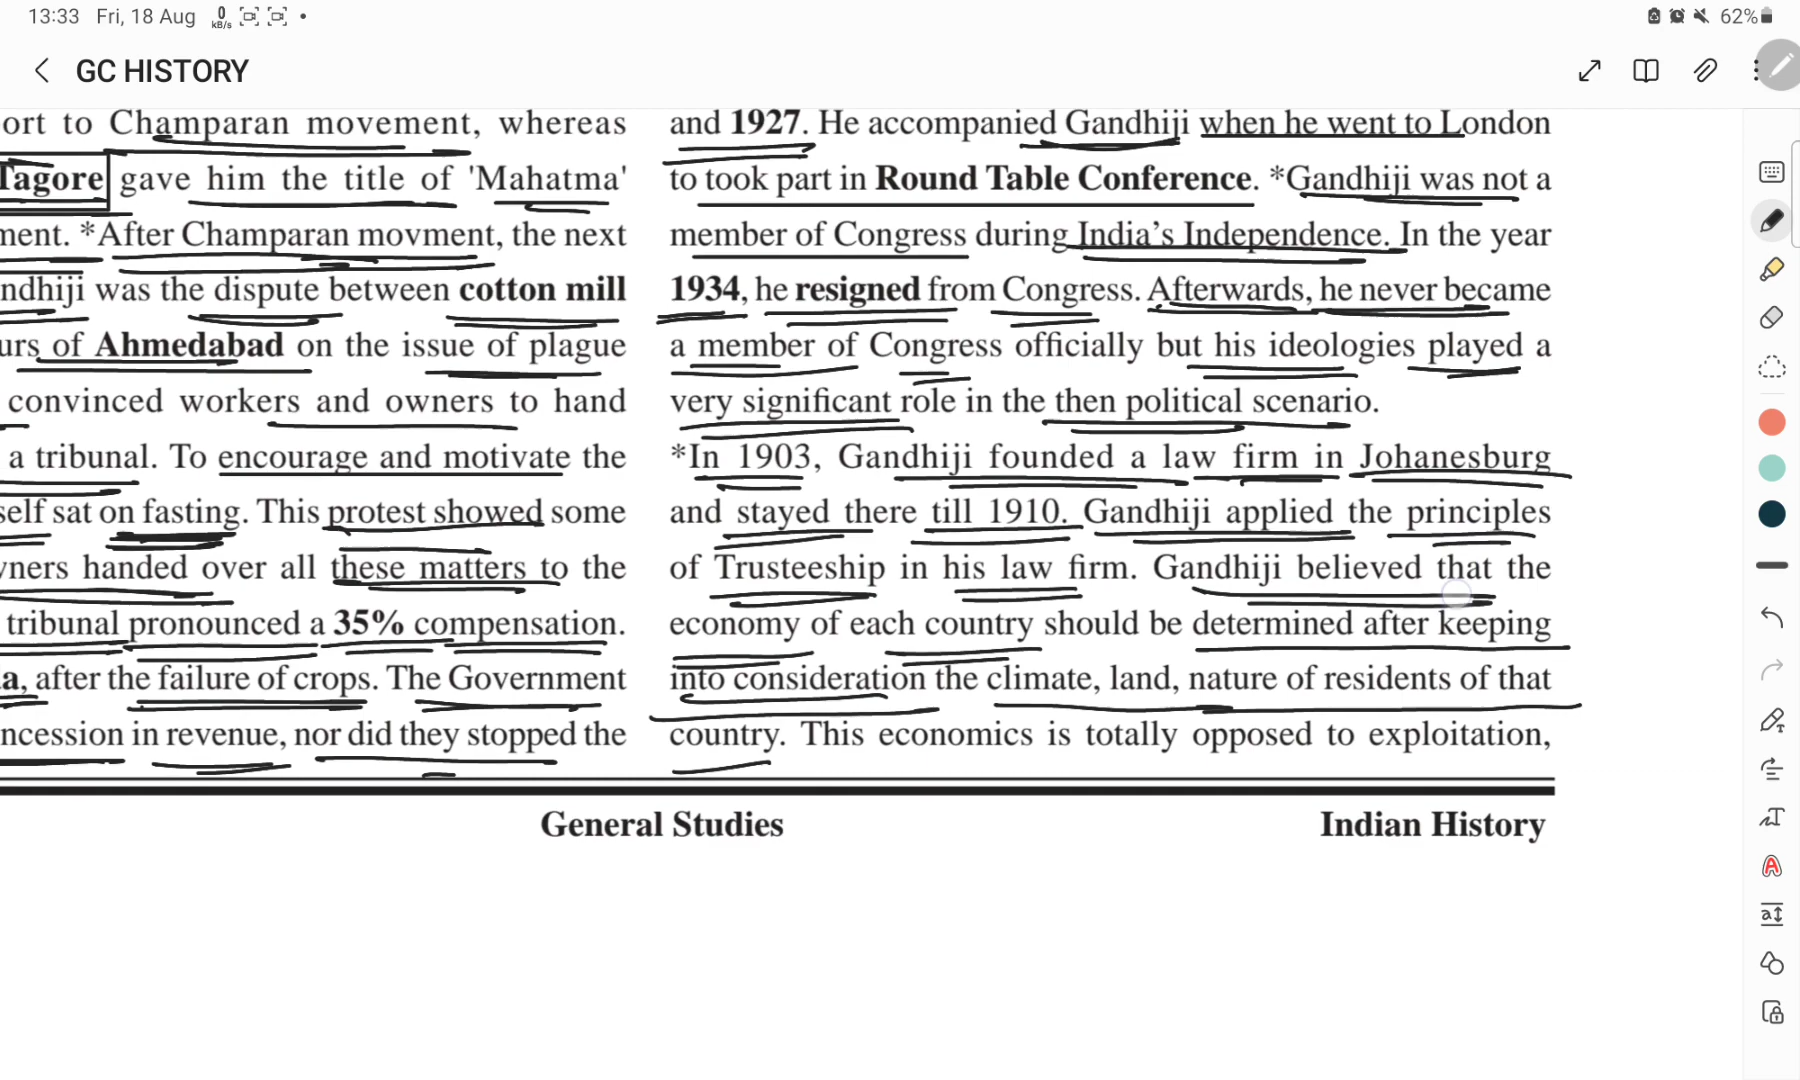 13:33 Fri, 18 Aug 0 kB/s 62%
GC HISTORY
ort to Champaran movement, whereas
Tagore gave him the title of 'Mahatma'
nent. *After Champaran movment, the next
ndhiji was the dispute between cotton mill
urs of Ahmedabad on the issue of plague
convinced workers and owners to hand
a tribunal. To encourage and motivate the
self sat on fasting. This protest showed some
wners handed over all these matters to the
tribunal pronounced a 35% compensation.
a, after the failure of crops. The Government
ncession in revenue, nor did they stopped the
and 1927. He accompanied Gandhiji when he went to London
to took part in Round Table Conference. *Gandhiji was not a
member of Congress during India's Independence. In the year
1934, he resigned from Congress. Afterwards, he never became
a member of Congress officially but his ideologies played a
very significant role in the then political scenario.
*In 1903, Gandhiji founded a law firm in Johanesburg
and stayed there till 1910. Gandhiji applied the principles
of Trusteeship in his law firm. Gandhiji believed that the
economy of each country should be determined after keeping
into consideration the climate, land, nature of residents of that
country. This economics is totally opposed to exploitation,
General Studies Indian History